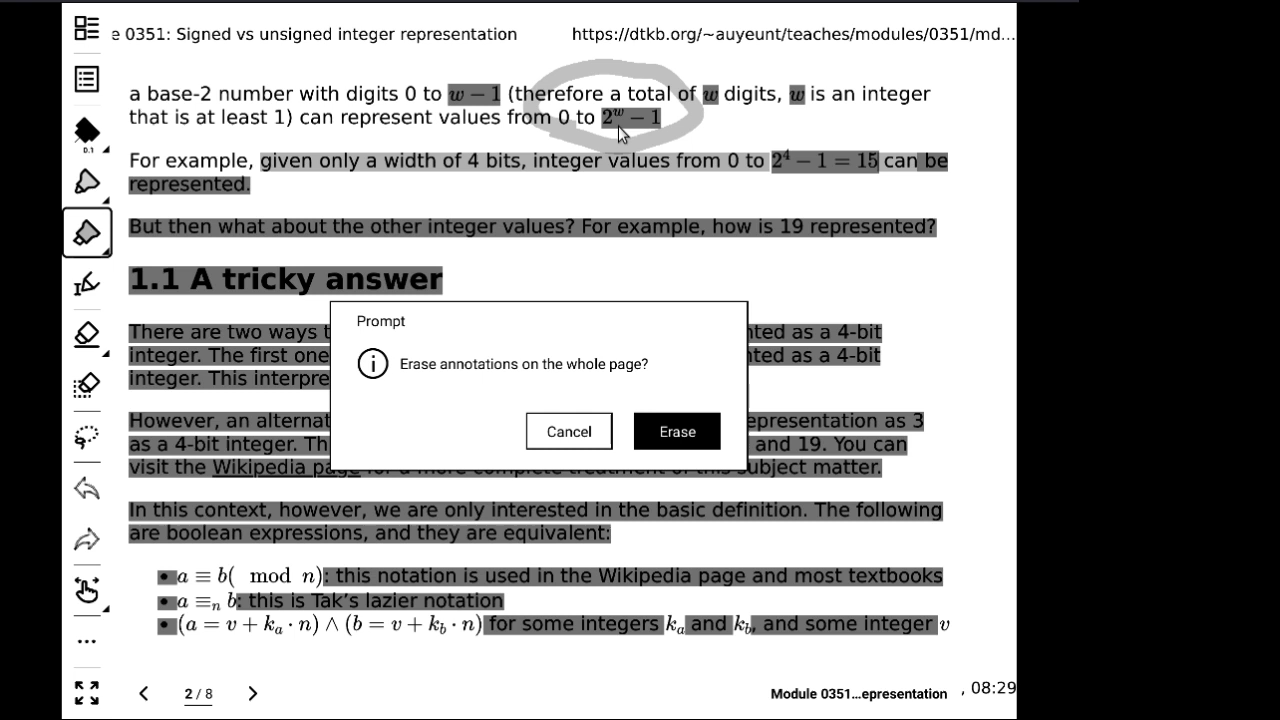 e 0351: Signed vs unsigned integer representation https://dtkb.org/~auyeunt/teaches/modules/0351/md...
a base-2 number with digits 0 to w − 1 (therefore a total of w digits, w is an integer
that is at least 1) can represent values from 0 to 2^w − 1
For example, given only a width of 4 bits, integer values from 0 to 2^4 − 1 = 15 can be
represented.
But then what about the other integer values? For example, how is 19 represented?
1.1 A tricky answer
There are two ways t nted as a 4-bit
integer. The first one nted as a 4-bit
integer. This interpre
However, an alternat epresentation as 3
as a 4-bit integer. Th and 19. You can
visit the Wikipedia page for a more complete treatment of this subject matter.
Prompt
Erase annotations on the whole page?
Cancel Erase
In this context, however, we are only interested in the basic definition. The following
are boolean expressions, and they are equivalent:
• a ≡ b( mod n): this notation is used in the Wikipedia page and most textbooks
• a ≡n b: this is Tak's lazier notation
• (a = v + ka · n) ∧ (b = v + kb · n) for some integers ka and kb, and some integer v
0.1
2 / 8
Module 0351...epresentation , 08:29